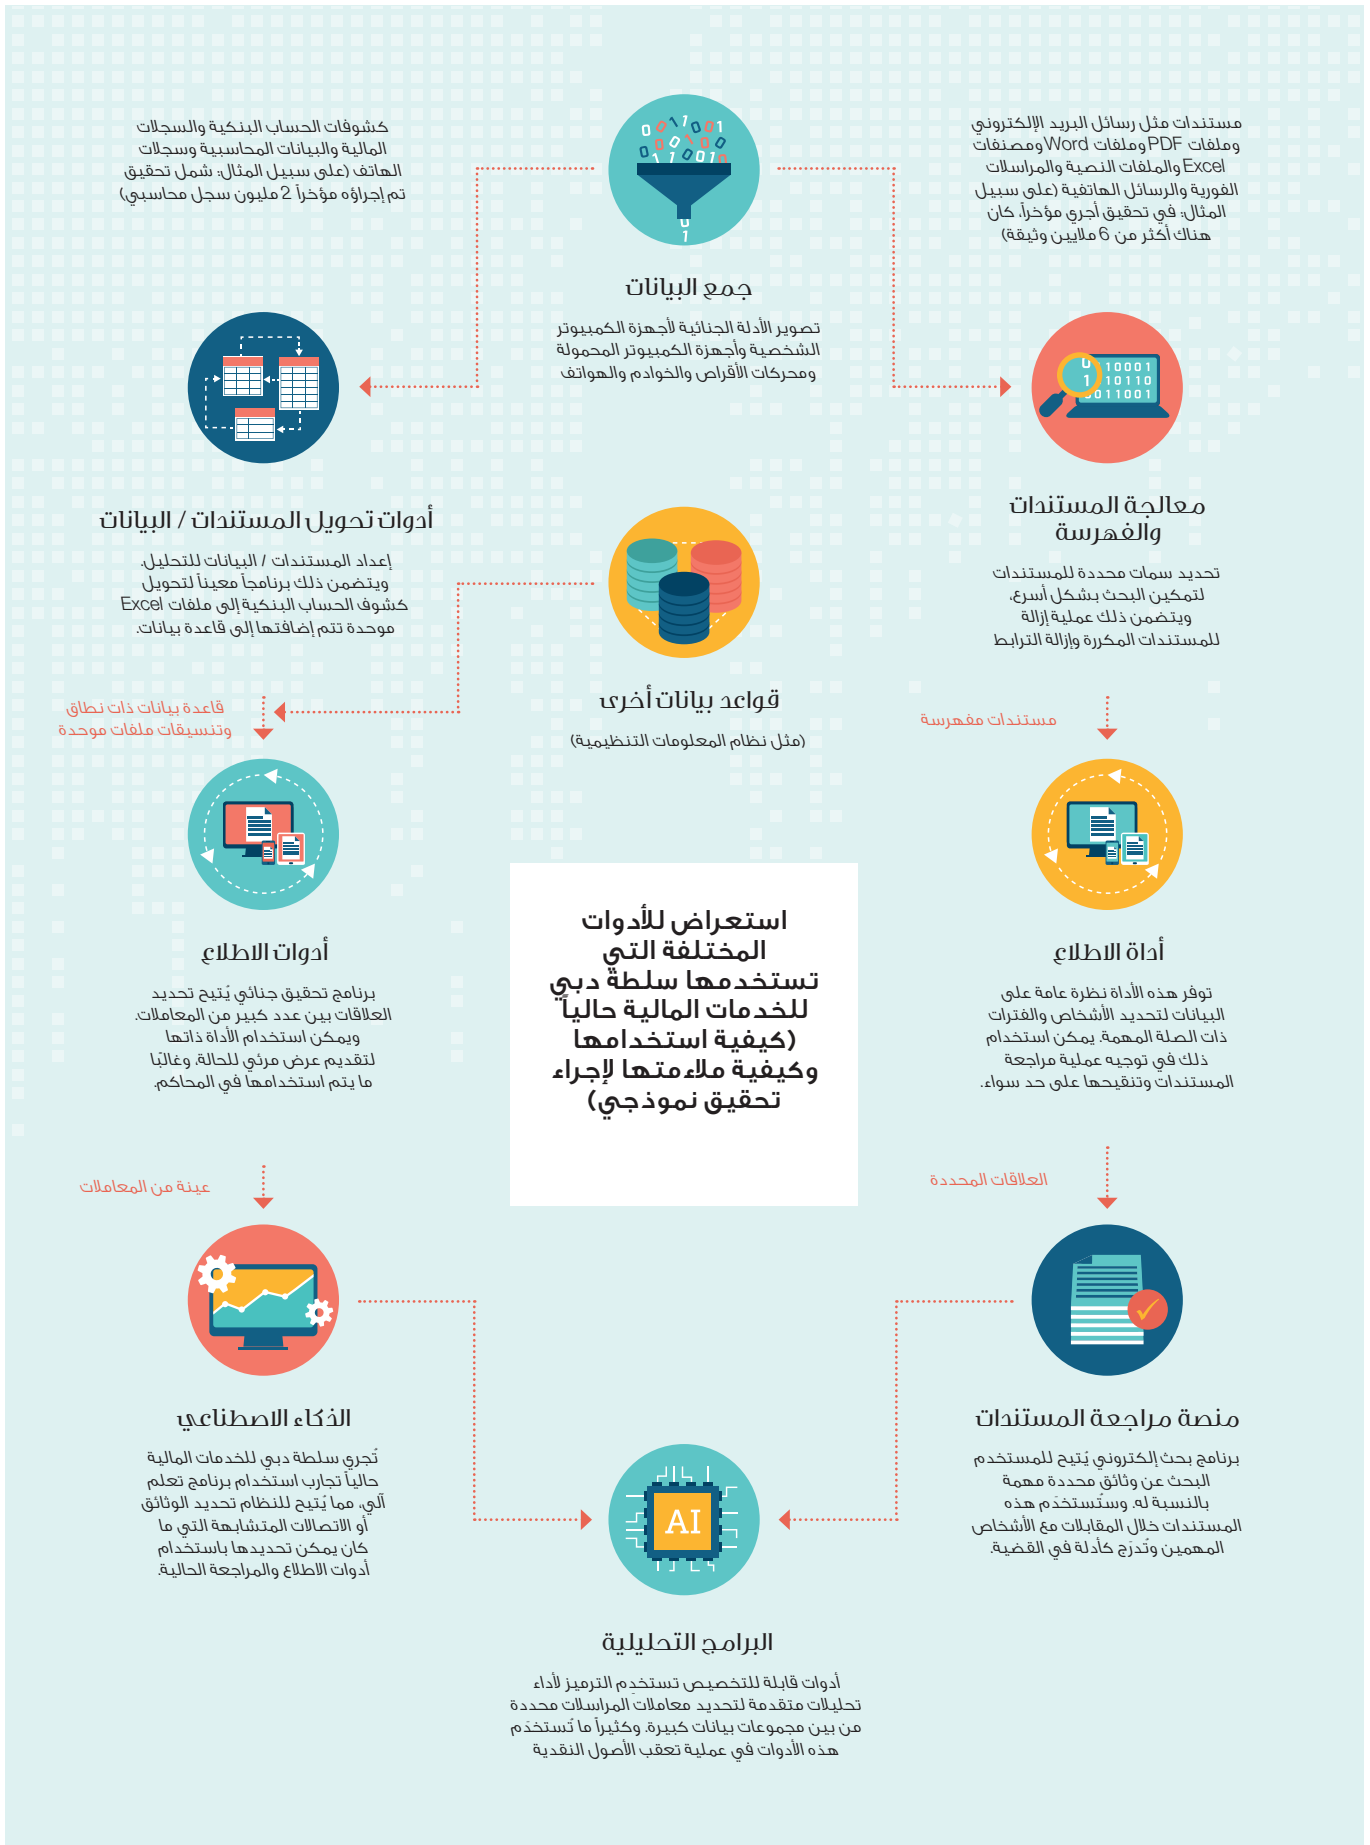 جمع البيانات
تصوير الأدلة الجنائية لأجهزة الكمبيوتر
الشخصية وأجهزة الكمبيوتر المحمولة
ومحركات الأقراص والخوادم والهواتف
مستندات مثل رسائل البريد الإلكتروني
وملفات PDF وملفات Word ومصنفات
Excel والملفات النصية والمراسلات
الفورية والرسائل الهاتفية (على سبيل
المثال: في تحقيق أجري مؤخراً، كان
هناك أكثر من 6 ملايين وثيقة)
معالجة المستندات
والفهرسة
تحديد سمات محددة للمستندات
لتمكين البحث بشكل أسرع،
ويتضمن ذلك عملية إزالة
للمستندات المكررة وإزالة الترابط
مستندات مفهرسة
أداة الاطلاع
توفر هذه الأداة نظرة عامة على
البيانات لتحديد الأشخاص والفترات
ذات الصلة المهمة. يمكن استخدام
ذلك في توجيه عملية مراجعة
المستندات وتنقيحها على حد سواء.
العلاقات المحددة
منصة مراجعة المستندات
برنامج بحث إلكتروني يُتيح للمستخدم
البحث عن وثائق محددة مهمة
بالنسبة له. وستُستخدَم هذه
المستندات خلال المقابلات مع الأشخاص
المهمين وتُدرَج كأدلة في القضية.
كشوفات الحساب البنكية والسجلات
المالية والبيانات المحاسبية وسجلات
الهاتف (على سبيل المثال: شمل تحقيق
تم إجراؤه مؤخراً 2 مليون سجل محاسبي)
أدوات تحويل المستندات / البيانات
إعداد المستندات / البيانات للتحليل.
ويتضمن ذلك برنامجاً معيناً لتحويل
كشوف الحساب البنكية إلى ملفات Excel
موحدة تتم إضافتها إلى قاعدة بيانات.
قواعد بيانات أخرى
(مثل نظام المعلومات التنظيمية)
قاعدة بيانات ذات نطاق
وتنسيقات ملفات موحدة
أدوات الاطلاع
برنامج تحقيق جنائي يُتيح تحديد
العلاقات بين عدد كبير من المعاملات.
ويمكن استخدام الأداة ذاتها
لتقديم عرض مرئي للحالة، وغالبًا
ما يتم استخدامها في المحاكم.
عينة من المعاملات
الذكاء الاصطناعي
تُجري سلطة دبي للخدمات المالية
حالياً تجارب استخدام برنامج تعلم
آلي، مما يُتيح للنظام تحديد الوثائق
أو الاتصالات المتشابهة التي ما
كان يمكن تحديدها باستخدام
أدوات الاطلاع والمراجعة الحالية.
استعراض للأدوات
المختلفة التي
تستخدمها سلطة دبي
للخدمات المالية حالياً
(كيفية استخدامها
وكيفية ملاءمتها لإجراء
تحقيق نموذجي)
AI
البرامج التحليلية
أدوات قابلة للتخصيص تستخدِم الترميز لأداء
تحليلات متقدمة لتحديد معاملات المراسلات محددة
من بين مجموعات بيانات كبيرة. وكثيراً ما تُستخدَم
هذه الأدوات في عملية تعقب الأصول النقدية